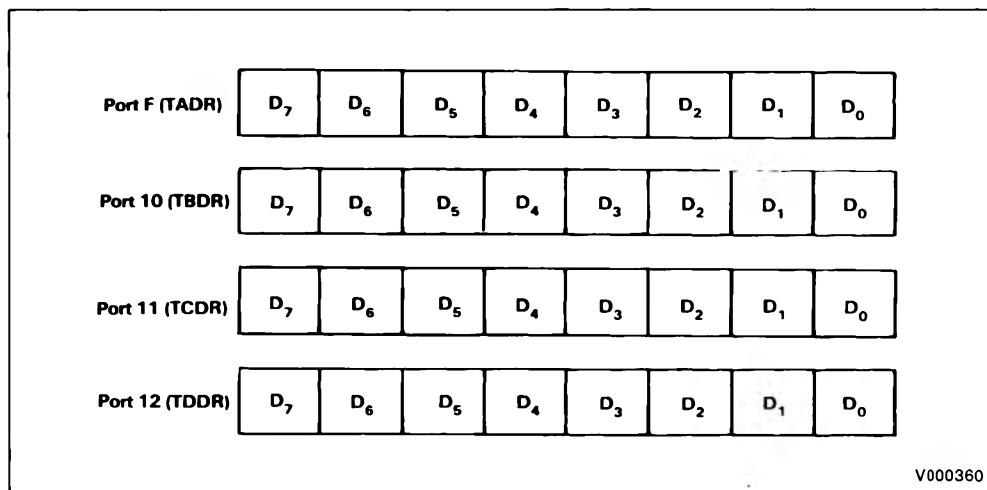 Port F (TADR) D₇ D₆ D₅ D₄ D₃ D₂ D₁ D₀
Port 10 (TBDR) D₇ D₆ D₅ D₄ D₃ D₂ D₁ D₀
Port 11 (TCDR) D₇ D₆ D₅ D₄ D₃ D₂ D₁ D₀
Port 12 (TDDR) D₇ D₆ D₅ D₄ D₃ D₂ D₁ D₀
V000360